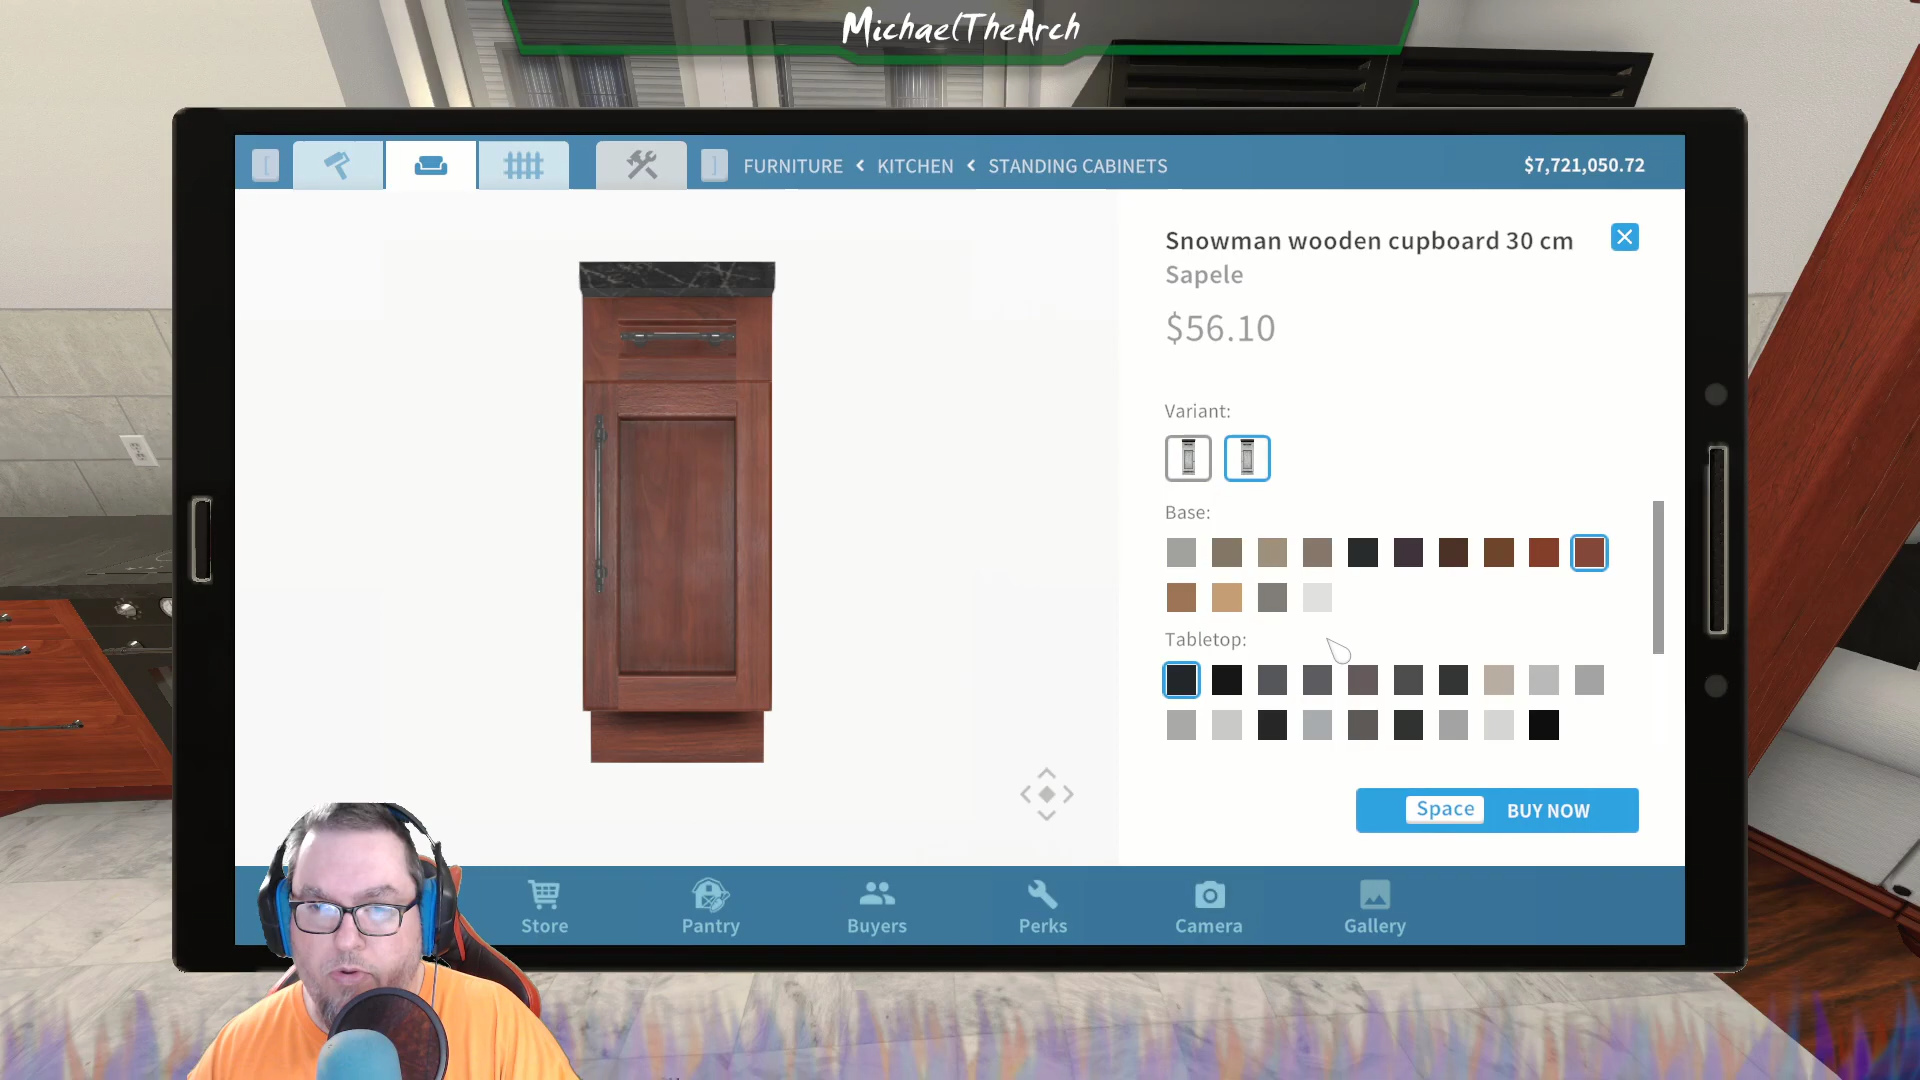 MichaelTheArch
[ ] FURNITURE < KITCHEN < STANDING CABINETS $7,721,050.72
Snowman wooden cupboard 30 cm
Sapele
$56.10
Variant:
Base:
Tabletop:
Space BUY NOW
Store Pantry Buyers Perks Camera Gallery